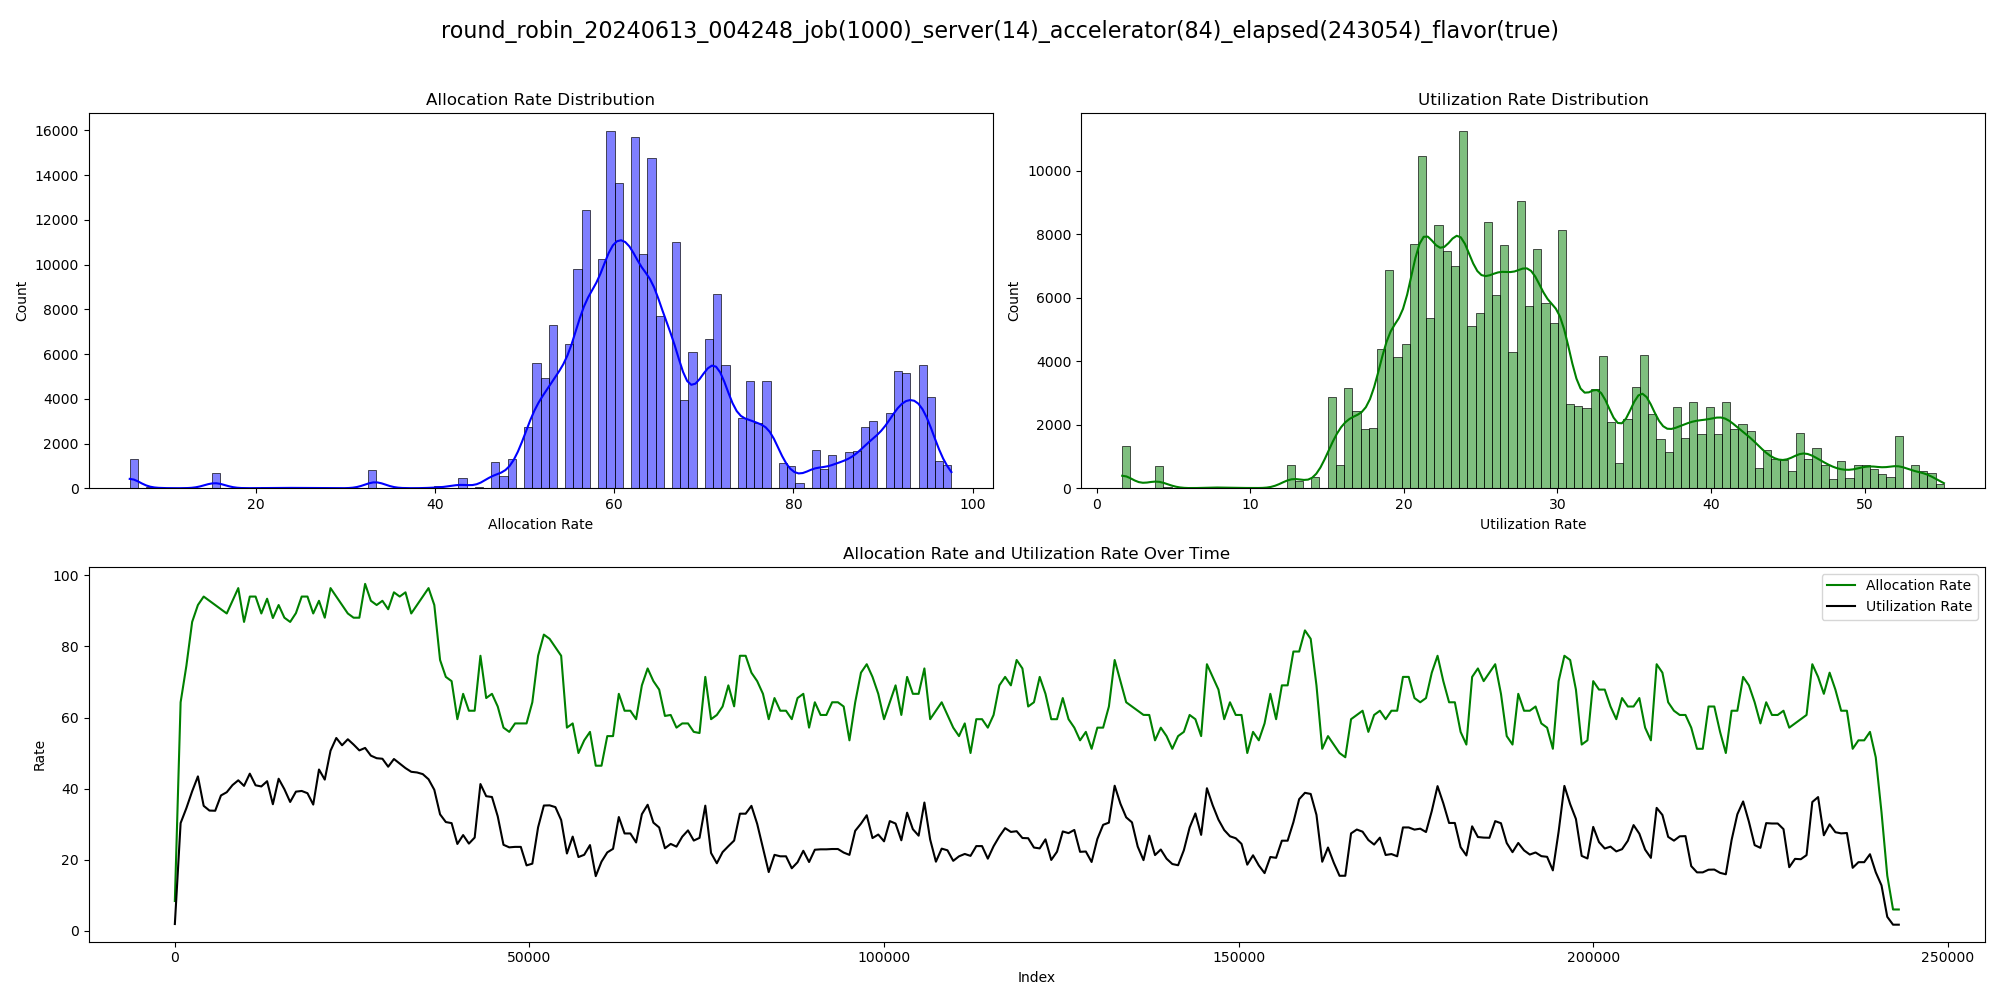 round_robin_20240613_004248_job(1000)_server(14)_accelerator(84)_elapsed(243054)_flavor(true)
Allocation Rate Distribution
Count
16000
14000
12000
10000
8000
6000
4000
2000
0
20 40 60 80 100
Allocation Rate
Utilization Rate Distribution
Count
10000
8000
6000
4000
2000
0
0 10 20 30 40 50
Utilization Rate
Allocation Rate and Utilization Rate Over Time
Rate
100
80
60
40
20
0
Allocation Rate
Utilization Rate
0 50000 100000 150000 200000 250000
Index